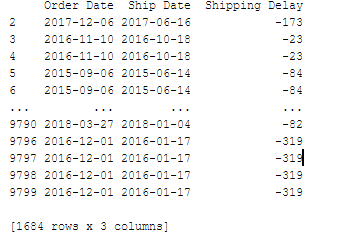 Order Date Ship Date Shipping Delay
2 2017-12-06 2017-06-16 -173
3 2016-11-10 2016-10-18 -23
4 2016-11-10 2016-10-18 -23
5 2015-09-06 2015-06-14 -84
6 2015-09-06 2015-06-14 -84
... ... ... ...
9790 2018-03-27 2018-01-04 -82
9796 2016-12-01 2016-01-17 -319
9797 2016-12-01 2016-01-17 -319
9798 2016-12-01 2016-01-17 -319
9799 2016-12-01 2016-01-17 -319
[1684 rows x 3 columns]